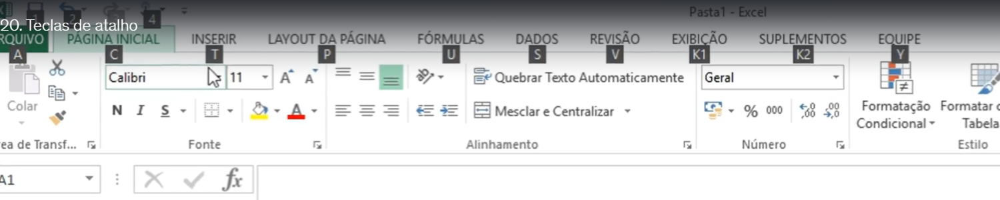 1 2 3 4
Pasta1 - Excel
20. Teclas de atalho
RQUIVO PÁGINA INICIAL INSERIR LAYOUT DA PÁGINA FÓRMULAS DADOS REVISÃO EXIBIÇÃO SUPLEMENTOS EQUIPE
A C T P U S V K1 K2 Y
Calibri 11 A A Quebrar Texto Automaticamente Geral
Colar N I S A Mesclar e Centralizar % 000 ,0 ,00 ,00 ,0 Formatação Condicional Formatar c Tabela
rea de Transf... Fonte Alinhamento Número Estilo
A1 fx